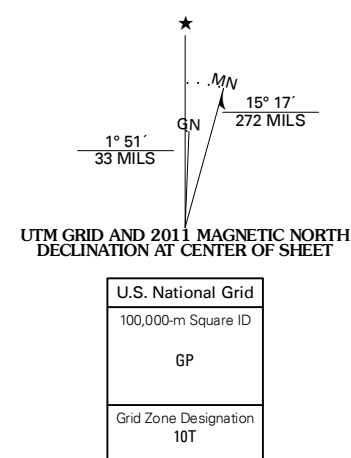 ★
MN
15° 17´
272 MILS
GN
1° 51´
33 MILS
UTM GRID AND 2011 MAGNETIC NORTH
DECLINATION AT CENTER OF SHEET
U.S. National Grid
100,000-m Square ID
GP
Grid Zone Designation
10T